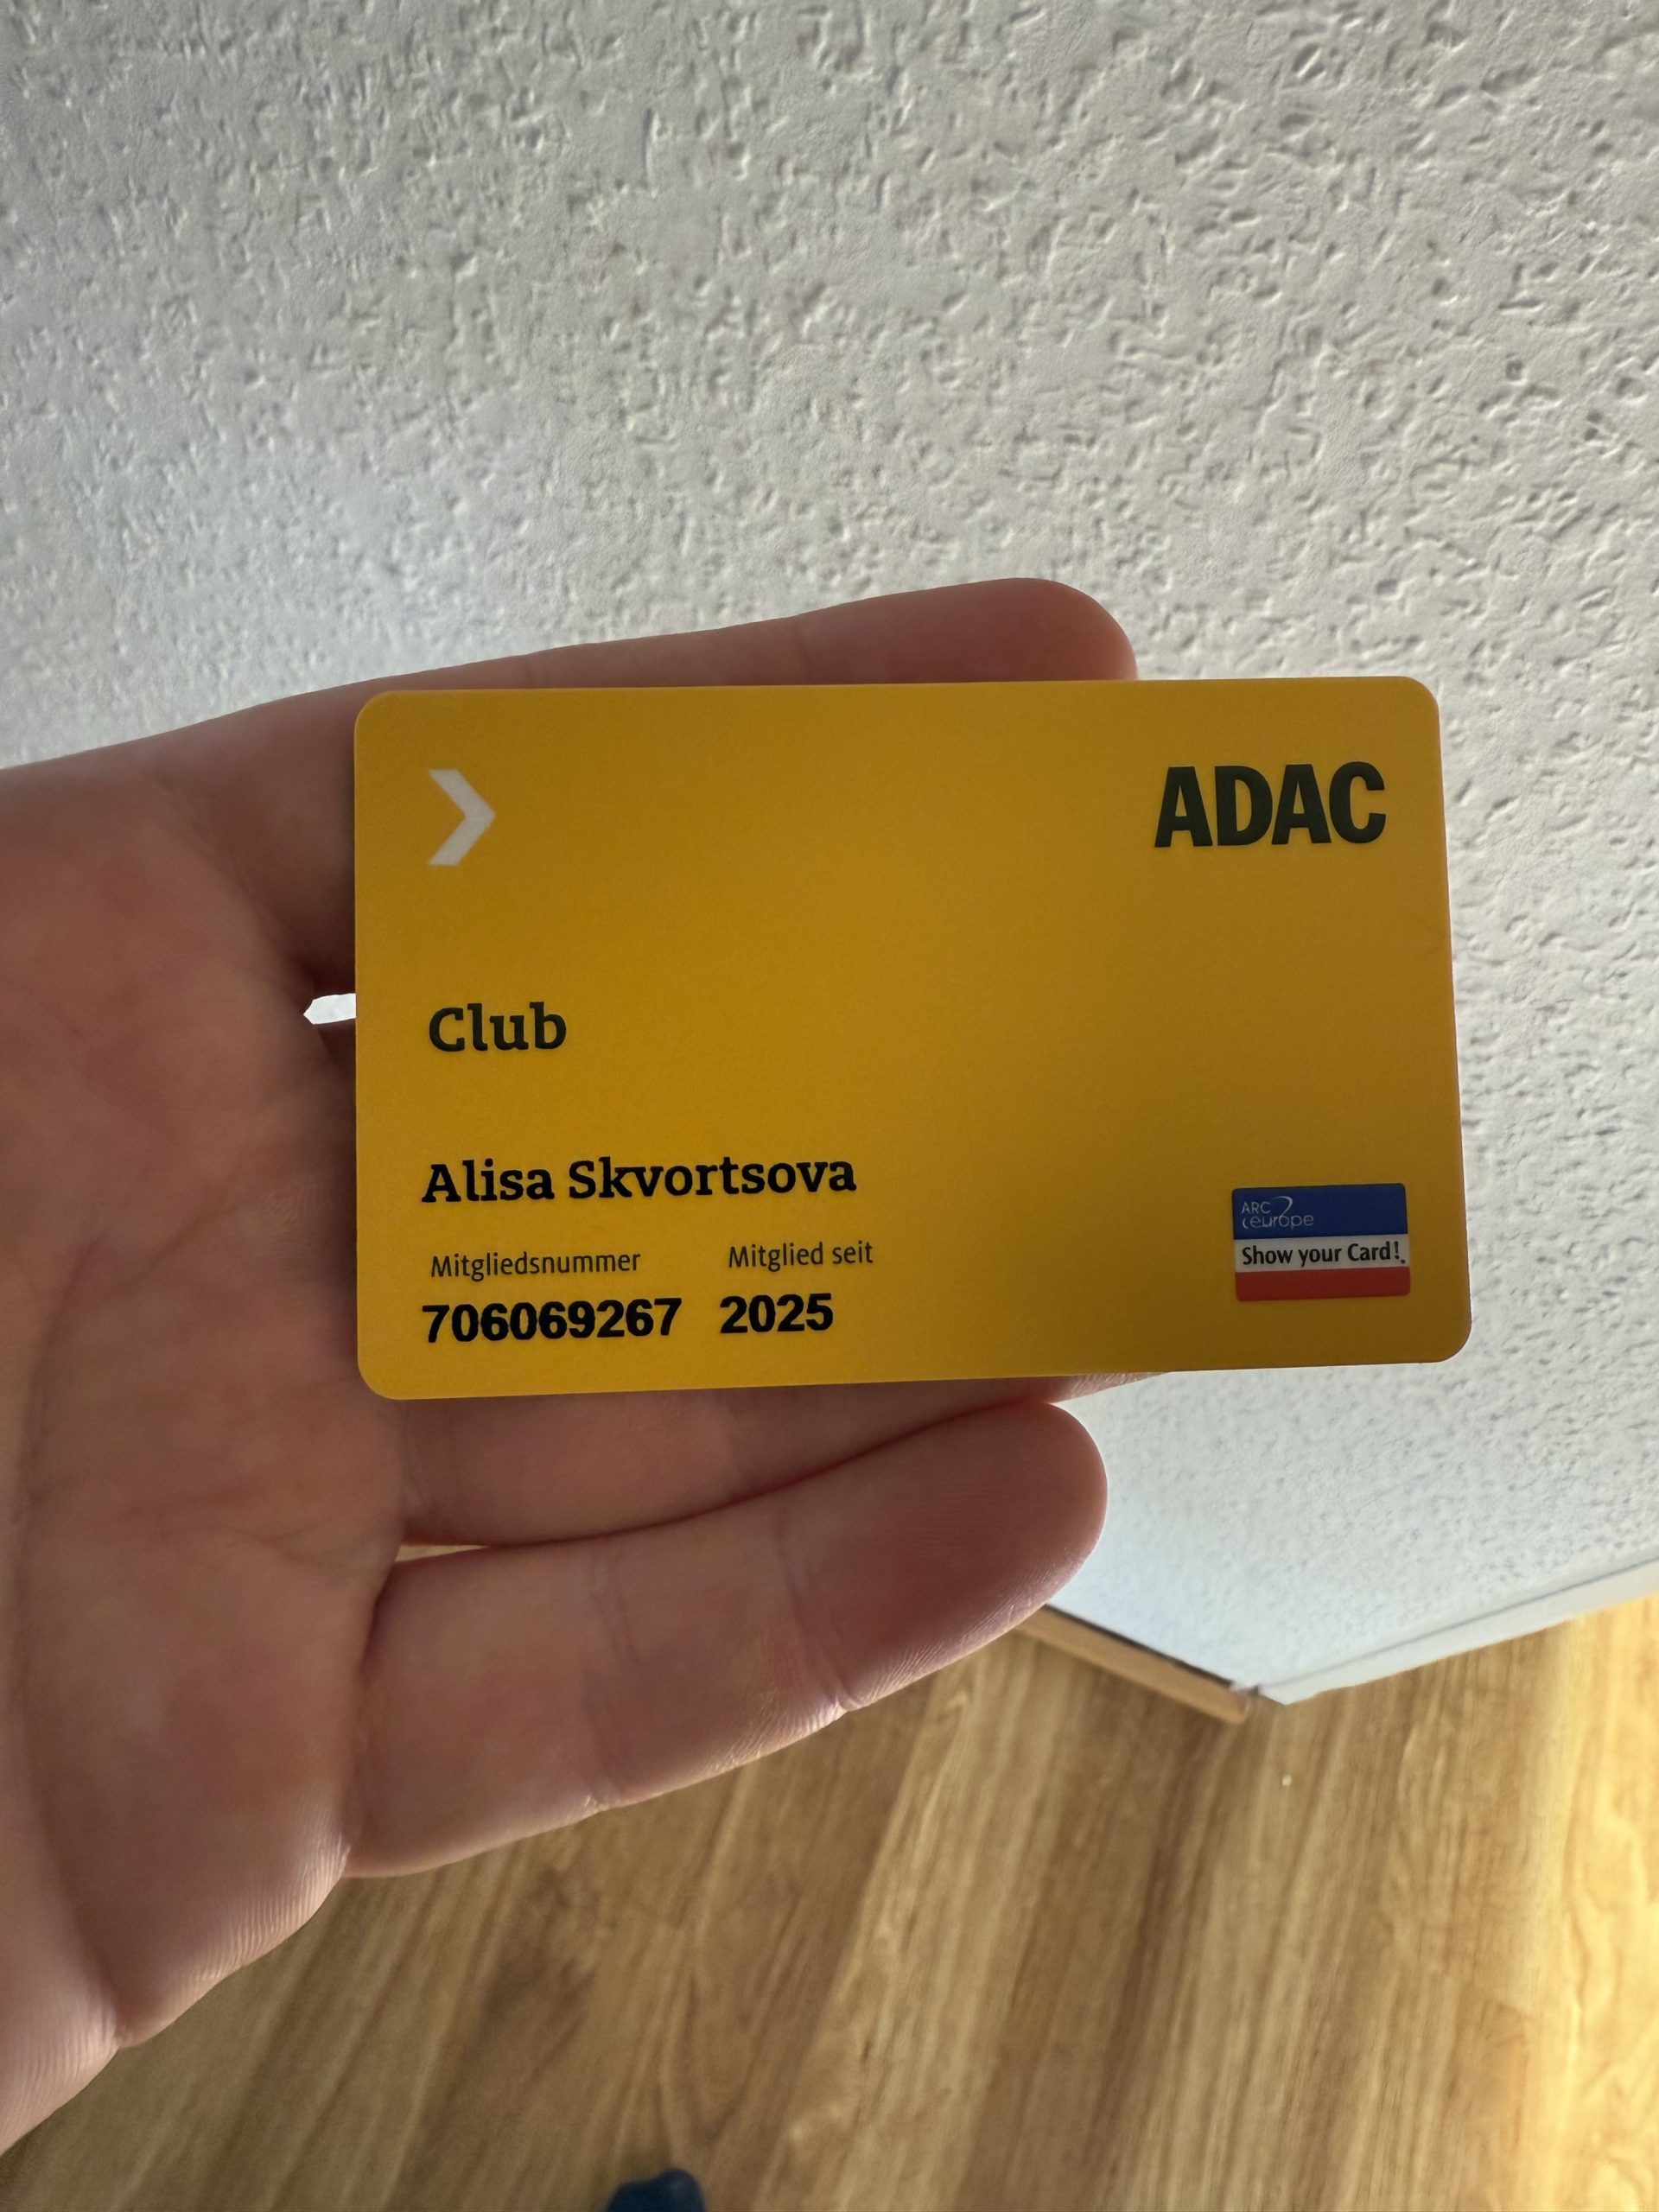 ADAC
Club
Alisa Skvortsova
Mitgliedsnummer Mitglied seit
706069267 2025
ARC
europe
Show your Card!